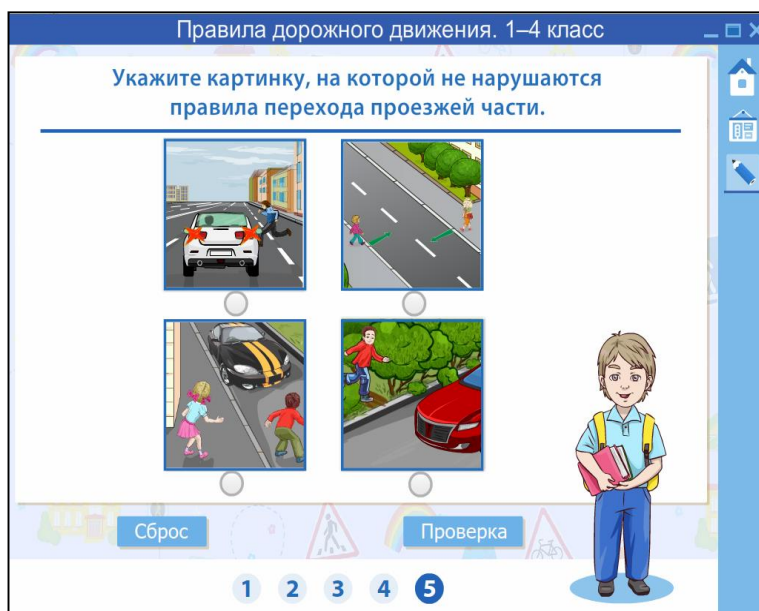 Правила дорожного движения. 1–4 класс
Укажите картинку, на которой не нарушаются
правила перехода проезжей части.
Сброс
Проверка
1 2 3 4 5